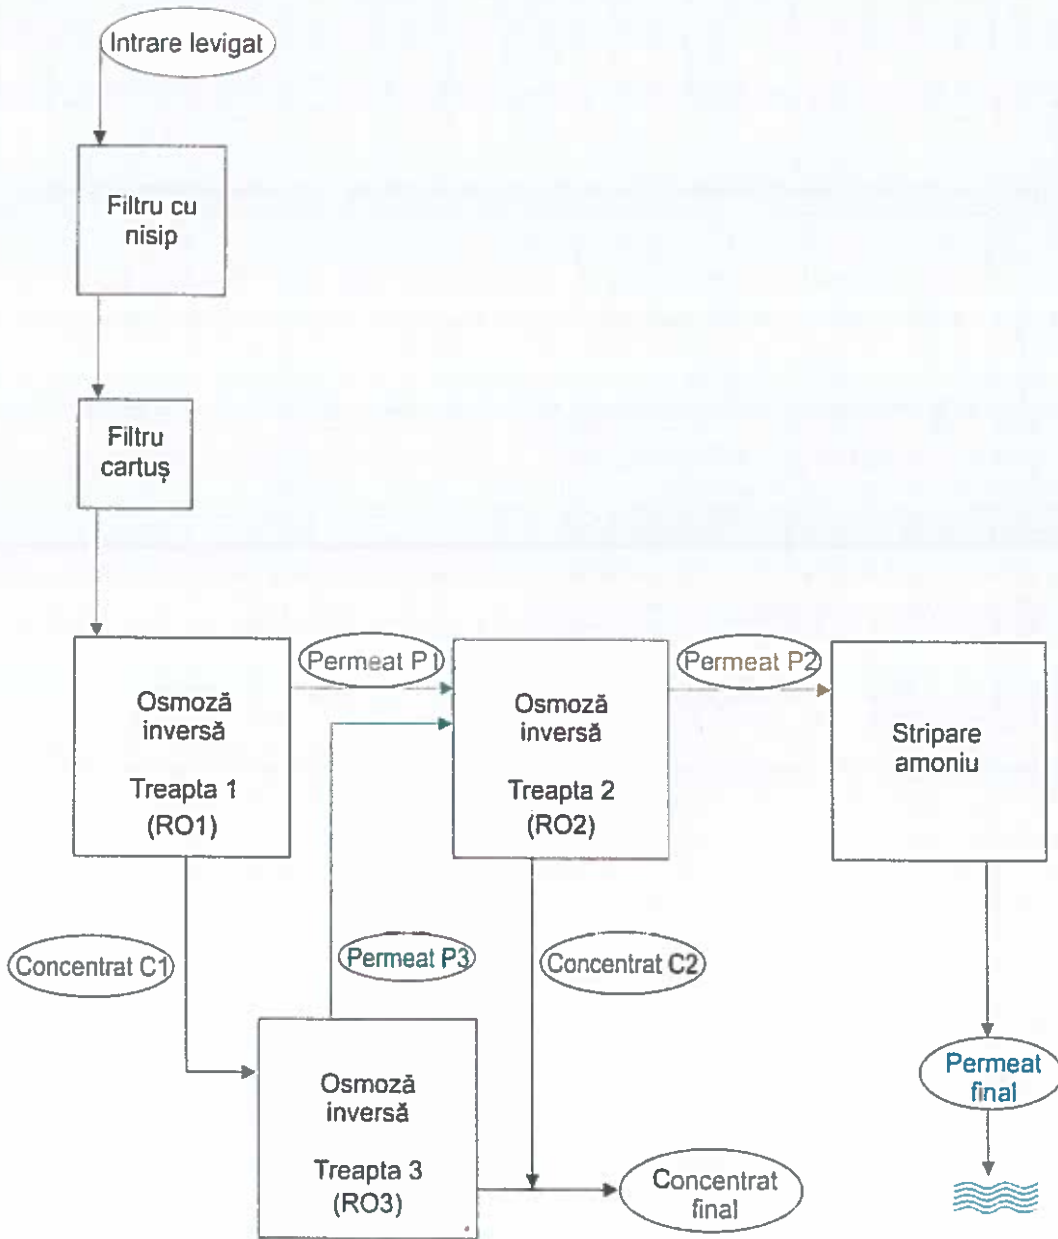 Intrare levigat
Filtru cu
nisip
Filtru
cartuș
Osmoză
inversă
Treapta 1
(RO1)
Permeat P1
Osmoză
inversă
Treapta 2
(RO2)
Permeat P2
Stripare
amoniu
Concentrat C1
Permeat P3
Concentrat C2
Osmoză
inversă
Treapta 3
(RO3)
Concentrat
final
Permeat
final